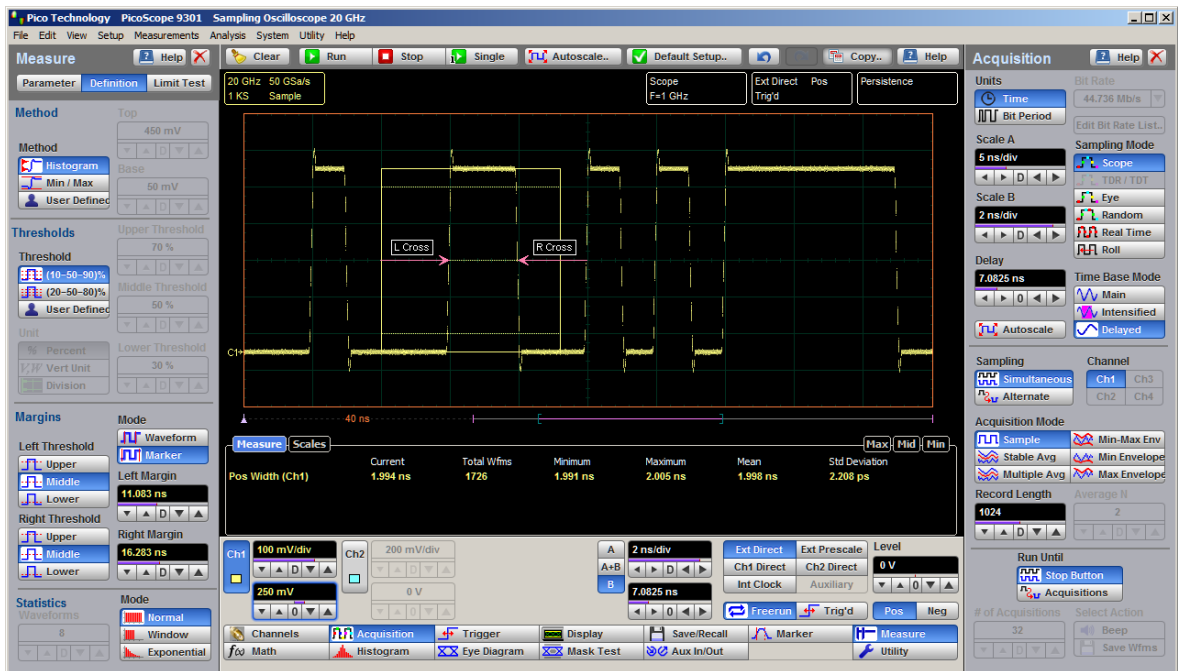 Pico Technology PicoScope 9301 Sampling Oscilloscope 20 GHz
File Edit View Setup Measurements Analysis System Utility Help
Measure
Help
Parameter Definition Limit Test
Method
Method
Histogram
Min / Max
User Defined
Top
450 mV
D
Base
50 mV
D
Thresholds
Threshold
(10-50-90)%
(20-50-80)%
User Defined
Unit
% Percent
V,W Vert Unit
Division
Upper Threshold
70 %
D
Middle Threshold
50 %
D
Lower Threshold
30 %
D
Margins
Left Threshold
Upper
Middle
Lower
Right Threshold
Upper
Middle
Lower
Mode
Waveform
Marker
Left Margin
11.083 ns
D
Right Margin
16.283 ns
D
Statistics
Waveforms
8
D
Mode
Normal
Window
Exponential
Clear Run Stop Single Autoscale.. Default Setup.. Copy.. Help
20 GHz 50 GSa/s
1 KS Sample
Scope
F=1 GHz
Ext Direct Pos
Trig'd
Persistence
L Cross
R Cross
C1
40 ns
Measure Scales
Max Mid Min
Current Total Wfms Minimum Maximum Mean Std Deviation
Pos Width (Ch1) 1.994 ns 1726 1.991 ns 2.005 ns 1.998 ns 2.208 ps
Ch1
100 mV/div
D
250 mV
0
Ch2
200 mV/div
D
0 V
0
A
A+B
B
2 ns/div
D
7.0825 ns
0
Ext Direct Ext Prescale
Ch1 Direct Ch2 Direct
Int Clock Auxiliary
Freerun Trig'd
Level
0 V
0
Pos Neg
Channels Acquisition Trigger Display Save/Recall Marker Measure
f(x) Math Histogram Eye Diagram Mask Test Aux In/Out Utility
Acquisition
Help
Units
Time
Bit Period
Scale A
5 ns/div
D
Scale B
2 ns/div
D
Delay
7.0825 ns
0
Autoscale
Bit Rate
44.736 Mb/s
Edit Bit Rate List..
Sampling Mode
Scope
TDR / TDT
Eye
Random
Real Time
Roll
Time Base Mode
Main
Intensified
Delayed
Sampling
Simultaneous
Alternate
Channel
Ch1 Ch3
Ch2 Ch4
Acquisition Mode
Sample
Stable Avg
Multiple Avg
Min-Max Env
Min Envelope
Max Envelope
Record Length
1024
D
Average N
2
D
Run Until
Stop Button
Acquisitions
# of Acquisitions
32
D
Select Action
Beep
Save Wfms